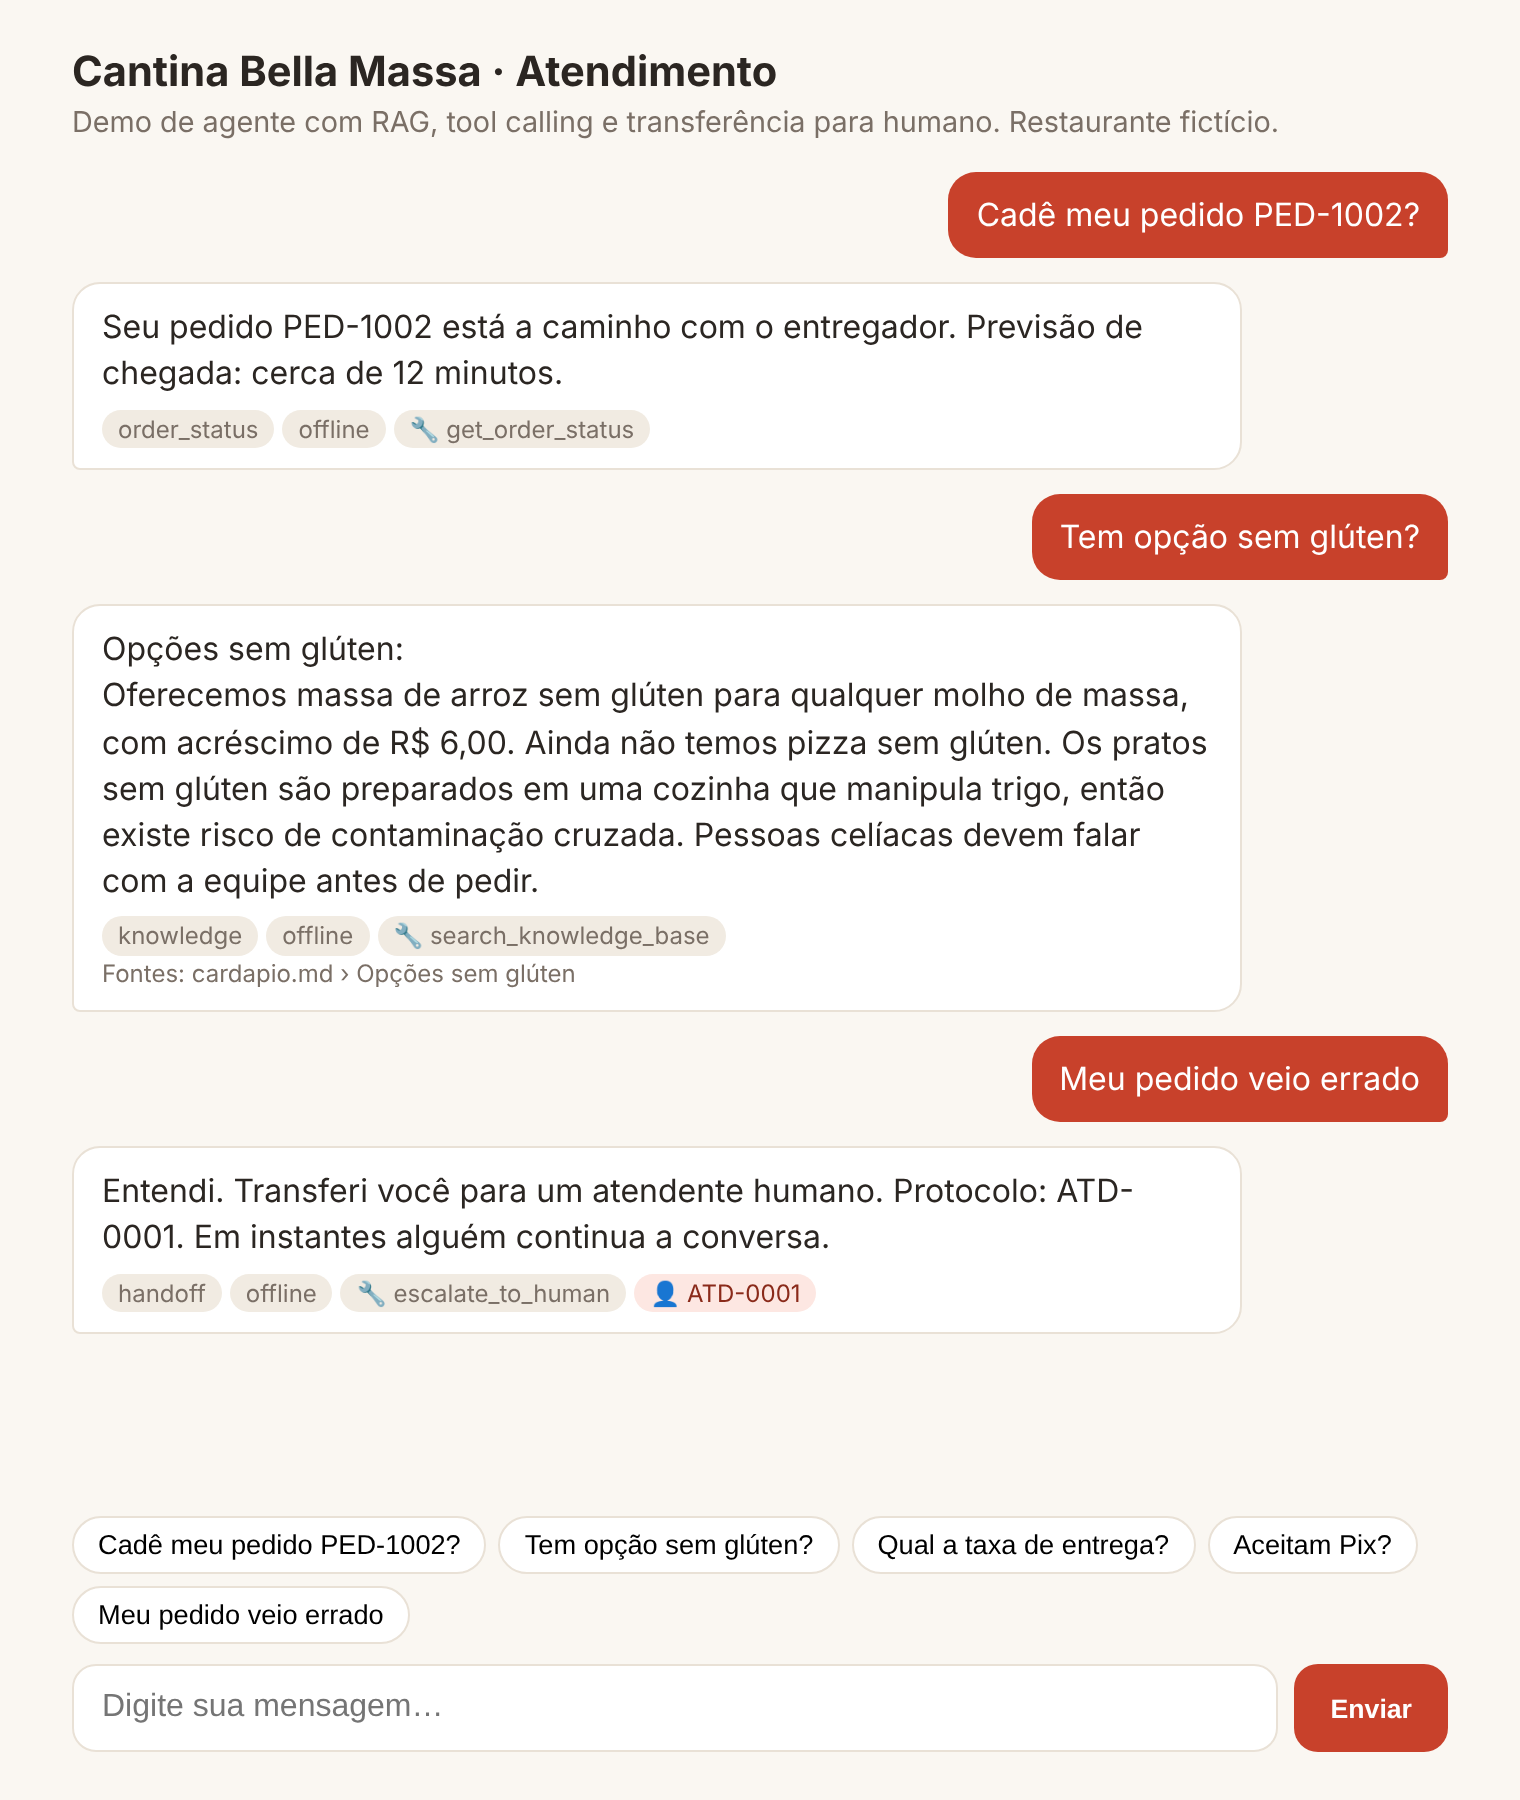 Cantina Bella Massa · Atendimento
Demo de agente com RAG, tool calling e transferência para humano. Restaurante fictício.
Cadê meu pedido PED-1002?
Seu pedido PED-1002 está a caminho com o entregador. Previsão de
chegada: cerca de 12 minutos.
order_status offline 🔧 get_order_status
Tem opção sem glúten?
Opções sem glúten:
Oferecemos massa de arroz sem glúten para qualquer molho de massa,
com acréscimo de R$ 6,00. Ainda não temos pizza sem glúten. Os pratos
sem glúten são preparados em uma cozinha que manipula trigo, então
existe risco de contaminação cruzada. Pessoas celíacas devem falar
com a equipe antes de pedir.
knowledge offline 🔧 search_knowledge_base
Fontes: cardapio.md › Opções sem glúten
Meu pedido veio errado
Entendi. Transferi você para um atendente humano. Protocolo: ATD-
0001. Em instantes alguém continua a conversa.
handoff offline 🔧 escalate_to_human 👤 ATD-0001
Cadê meu pedido PED-1002? Tem opção sem glúten? Qual a taxa de entrega? Aceitam Pix?
Meu pedido veio errado
Digite sua mensagem… Enviar